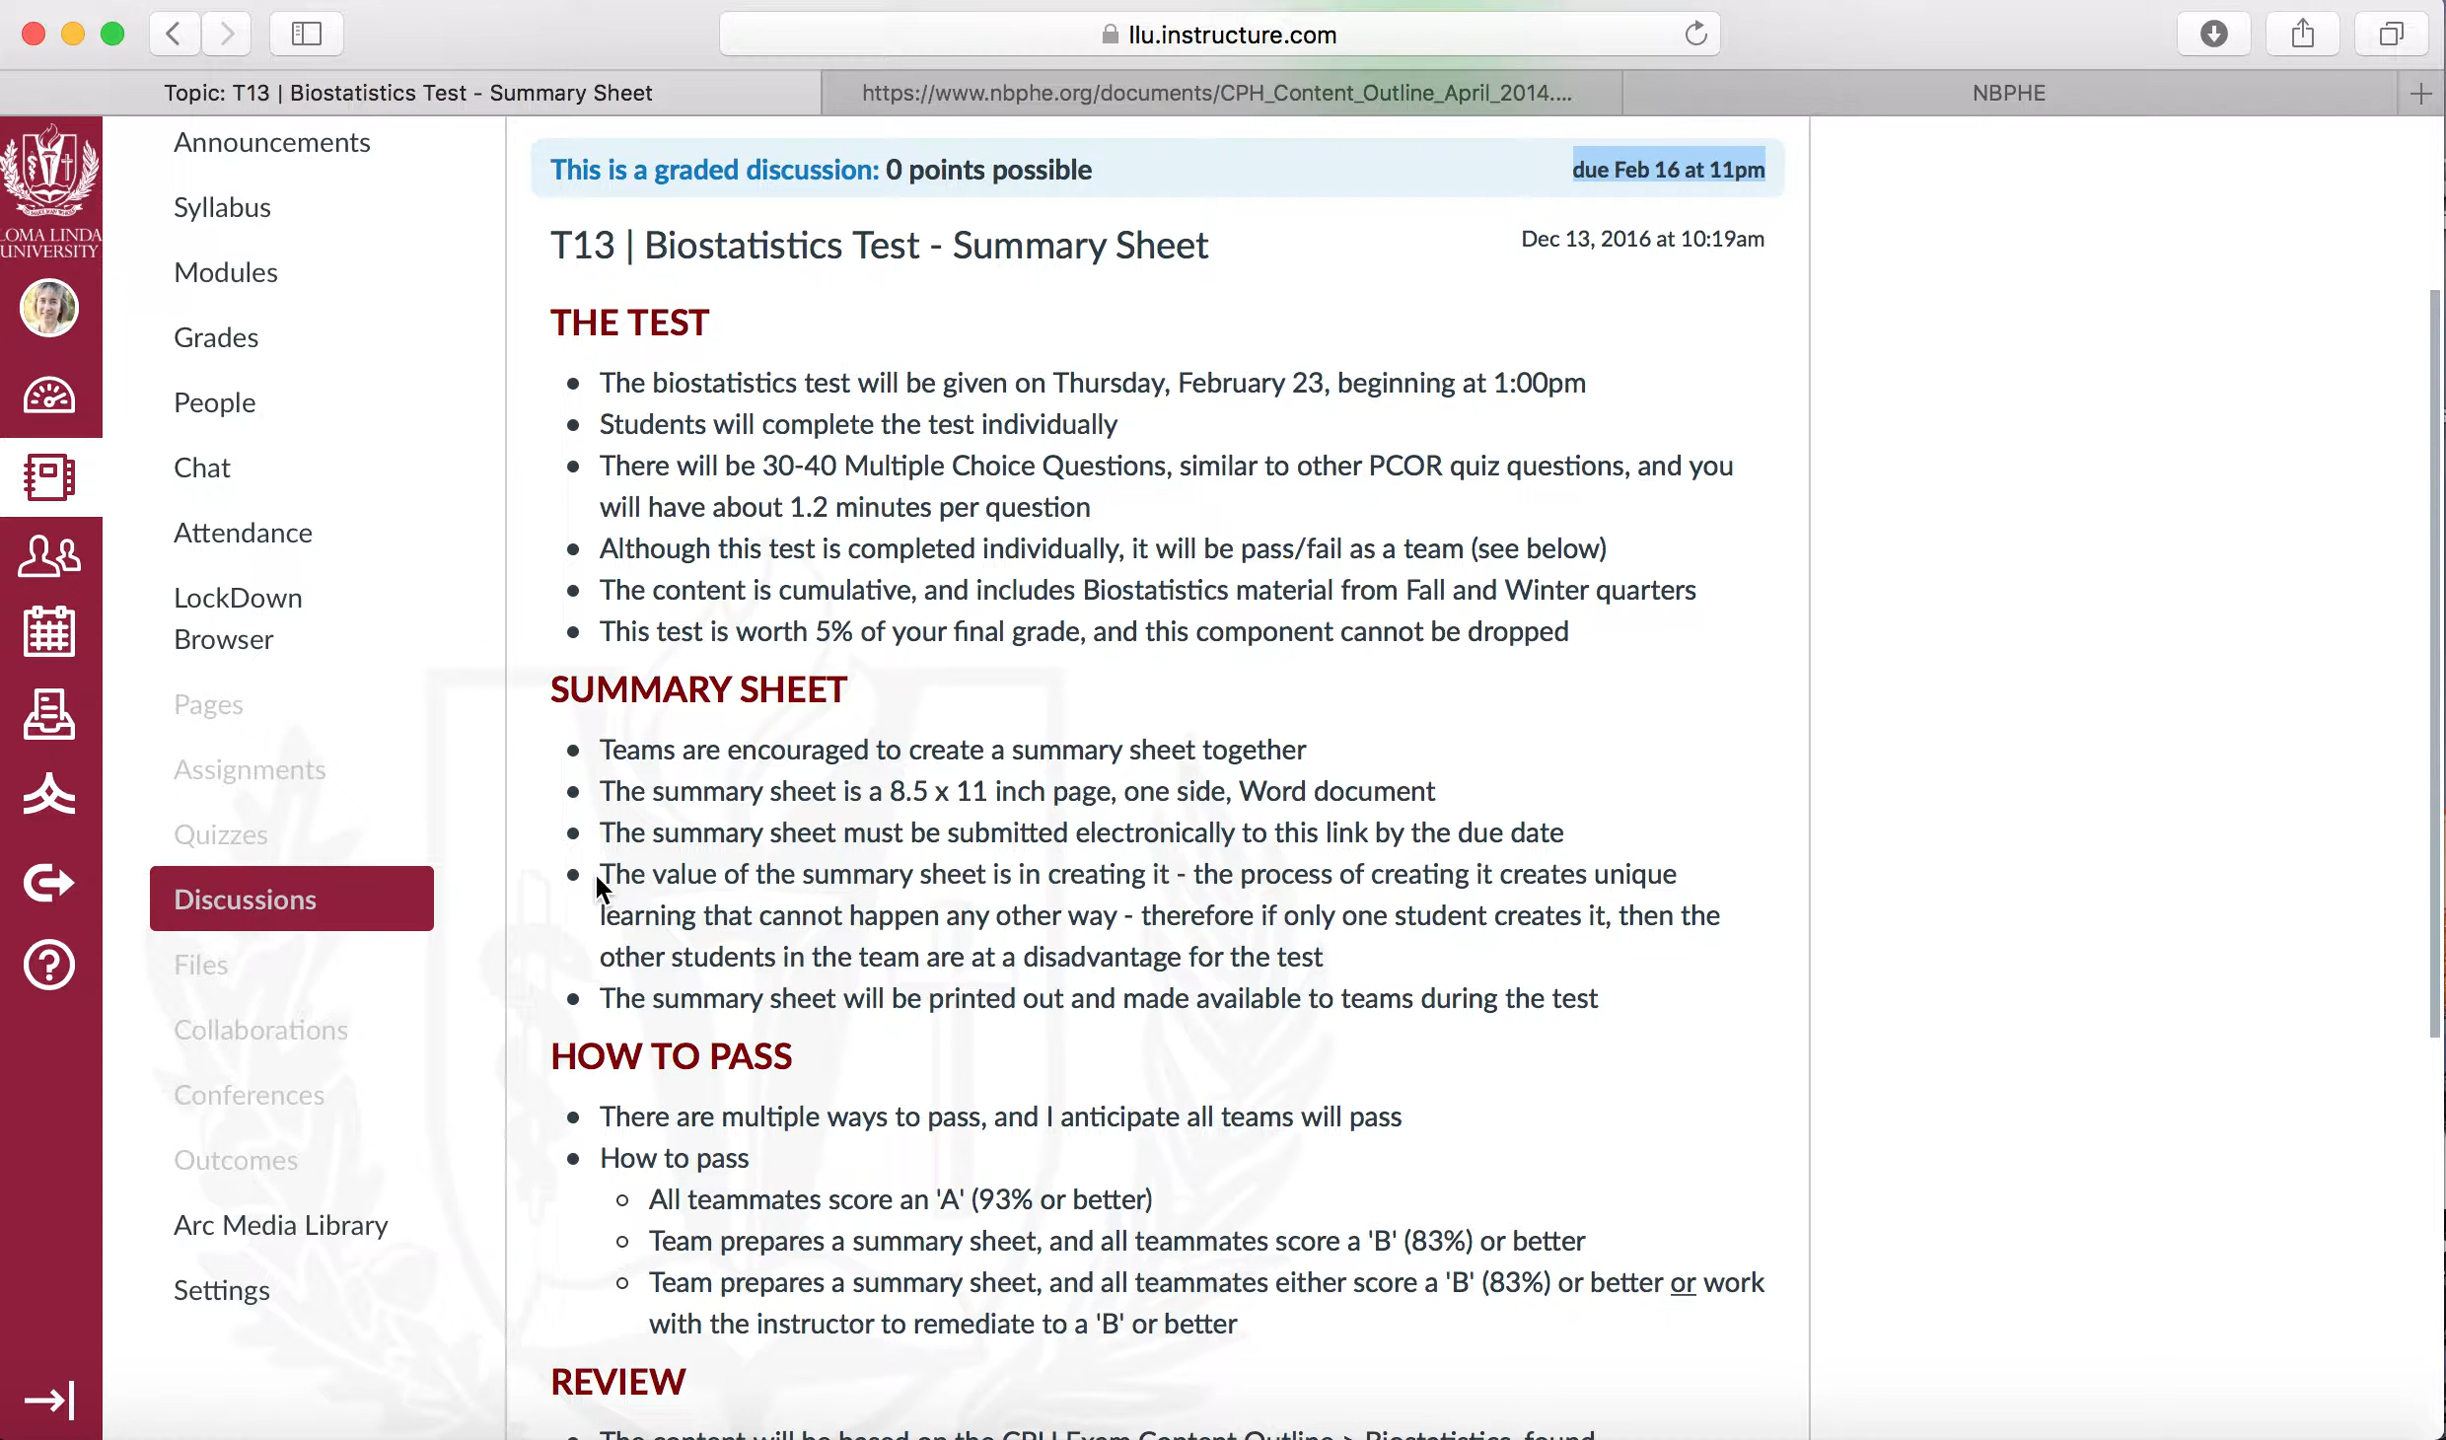 llu.instructure.com
Topic: T13 | Biostatistics Test - Summary Sheet
https://www.nbphe.org/documents/CPH_Content_Outline_April_2014....
NBPHE
LOMA LINDA
UNIVERSITY
Announcements
Syllabus
Modules
Grades
People
Chat
Attendance
LockDown
Browser
Pages
Assignments
Quizzes
Discussions
Files
Collaborations
Conferences
Outcomes
Arc Media Library
Settings
This is a graded discussion: 0 points possible
due Feb 16 at 11pm
T13 | Biostatistics Test - Summary Sheet
Dec 13, 2016 at 10:19am
THE TEST
• The biostatistics test will be given on Thursday, February 23, beginning at 1:00pm
• Students will complete the test individually
• There will be 30-40 Multiple Choice Questions, similar to other PCOR quiz questions, and you
will have about 1.2 minutes per question
• Although this test is completed individually, it will be pass/fail as a team (see below)
• The content is cumulative, and includes Biostatistics material from Fall and Winter quarters
• This test is worth 5% of your final grade, and this component cannot be dropped
SUMMARY SHEET
• Teams are encouraged to create a summary sheet together
• The summary sheet is a 8.5 x 11 inch page, one side, Word document
• The summary sheet must be submitted electronically to this link by the due date
• The value of the summary sheet is in creating it - the process of creating it creates unique
learning that cannot happen any other way - therefore if only one student creates it, then the
other students in the team are at a disadvantage for the test
• The summary sheet will be printed out and made available to teams during the test
HOW TO PASS
• There are multiple ways to pass, and I anticipate all teams will pass
• How to pass
○ All teammates score an 'A' (93% or better)
○ Team prepares a summary sheet, and all teammates score a 'B' (83%) or better
○ Team prepares a summary sheet, and all teammates either score a 'B' (83%) or better or work
with the instructor to remediate to a 'B' or better
REVIEW
• The content will be based on the CPH Exam Content Outline > Biostatistics, found